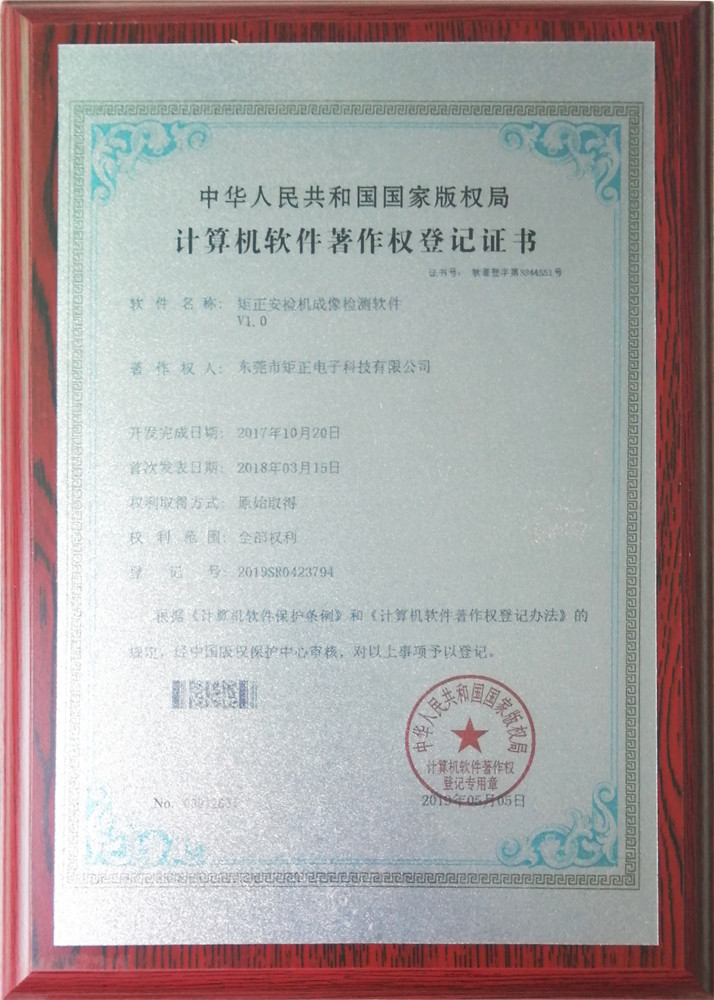 中华人民共和国国家版权局
计算机软件著作权登记证书
证书号： 软著登字第3844551号
软件名称： 矩正安检机成像检测软件
V1.0
著作权人： 东莞市矩正电子科技有限公司
开发完成日期： 2017年10月20日
首次发表日期： 2018年03月15日
权利取得方式： 原始取得
权利范围： 全部权利
登记号： 2019SR0423794
根据《计算机软件保护条例》和《计算机软件著作权登记办法》的
规定，经中国版权保护中心审核，对以上事项予以登记。
中华人民共和国国家版权局
计算机软件著作权
登记专用章
No.
2019年05月05日